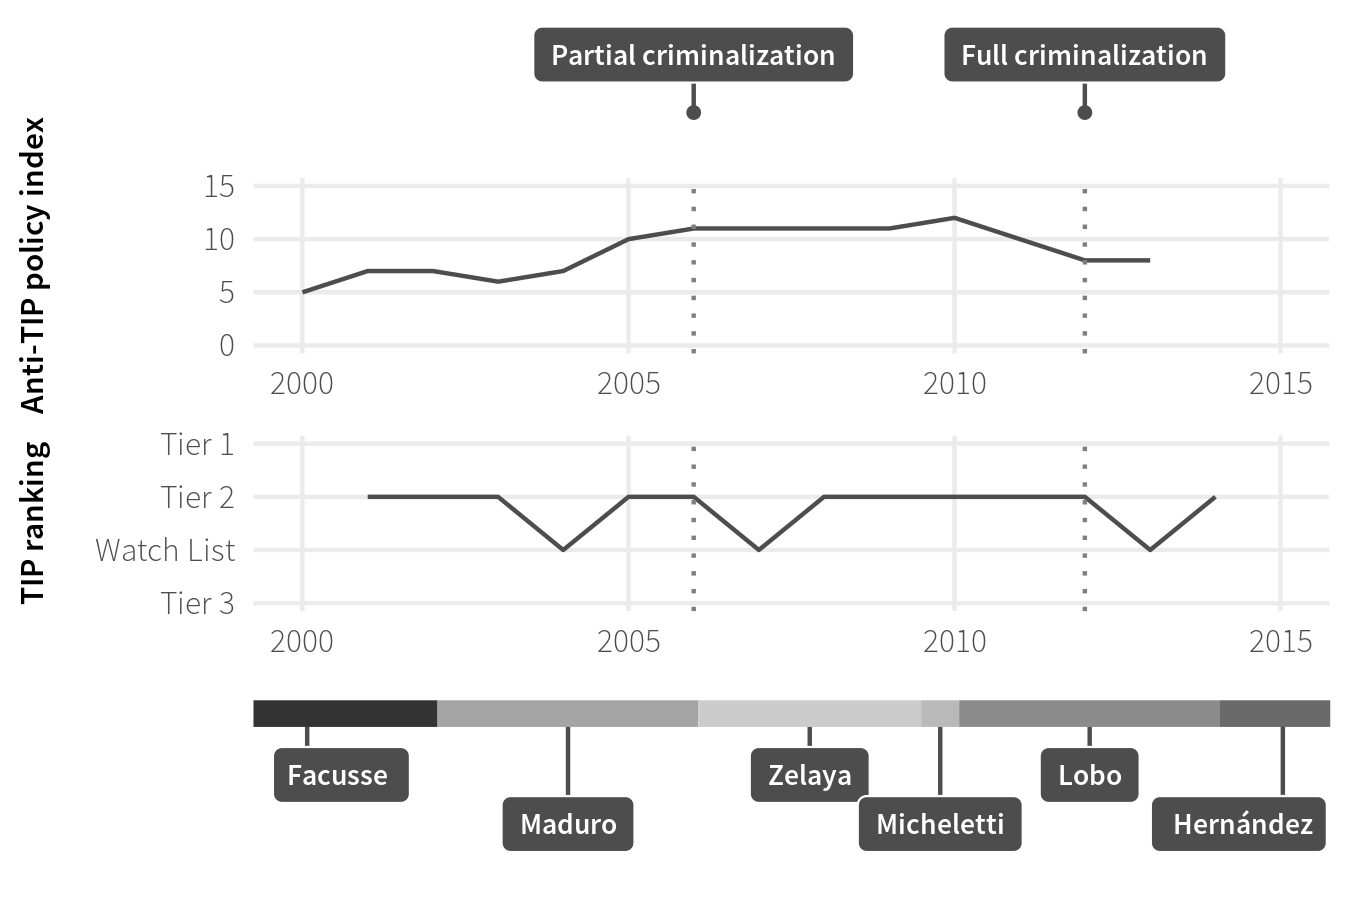 Partial criminalization
Full criminalization
Anti-TIP policy index
15
10
5
0
2000
2005
2010
2015
TIP ranking
Tier 1
Tier 2
Watch List
Tier 3
2000
2005
2010
2015
Facusse
Zelaya
Lobo
Maduro
Micheletti
Hernández